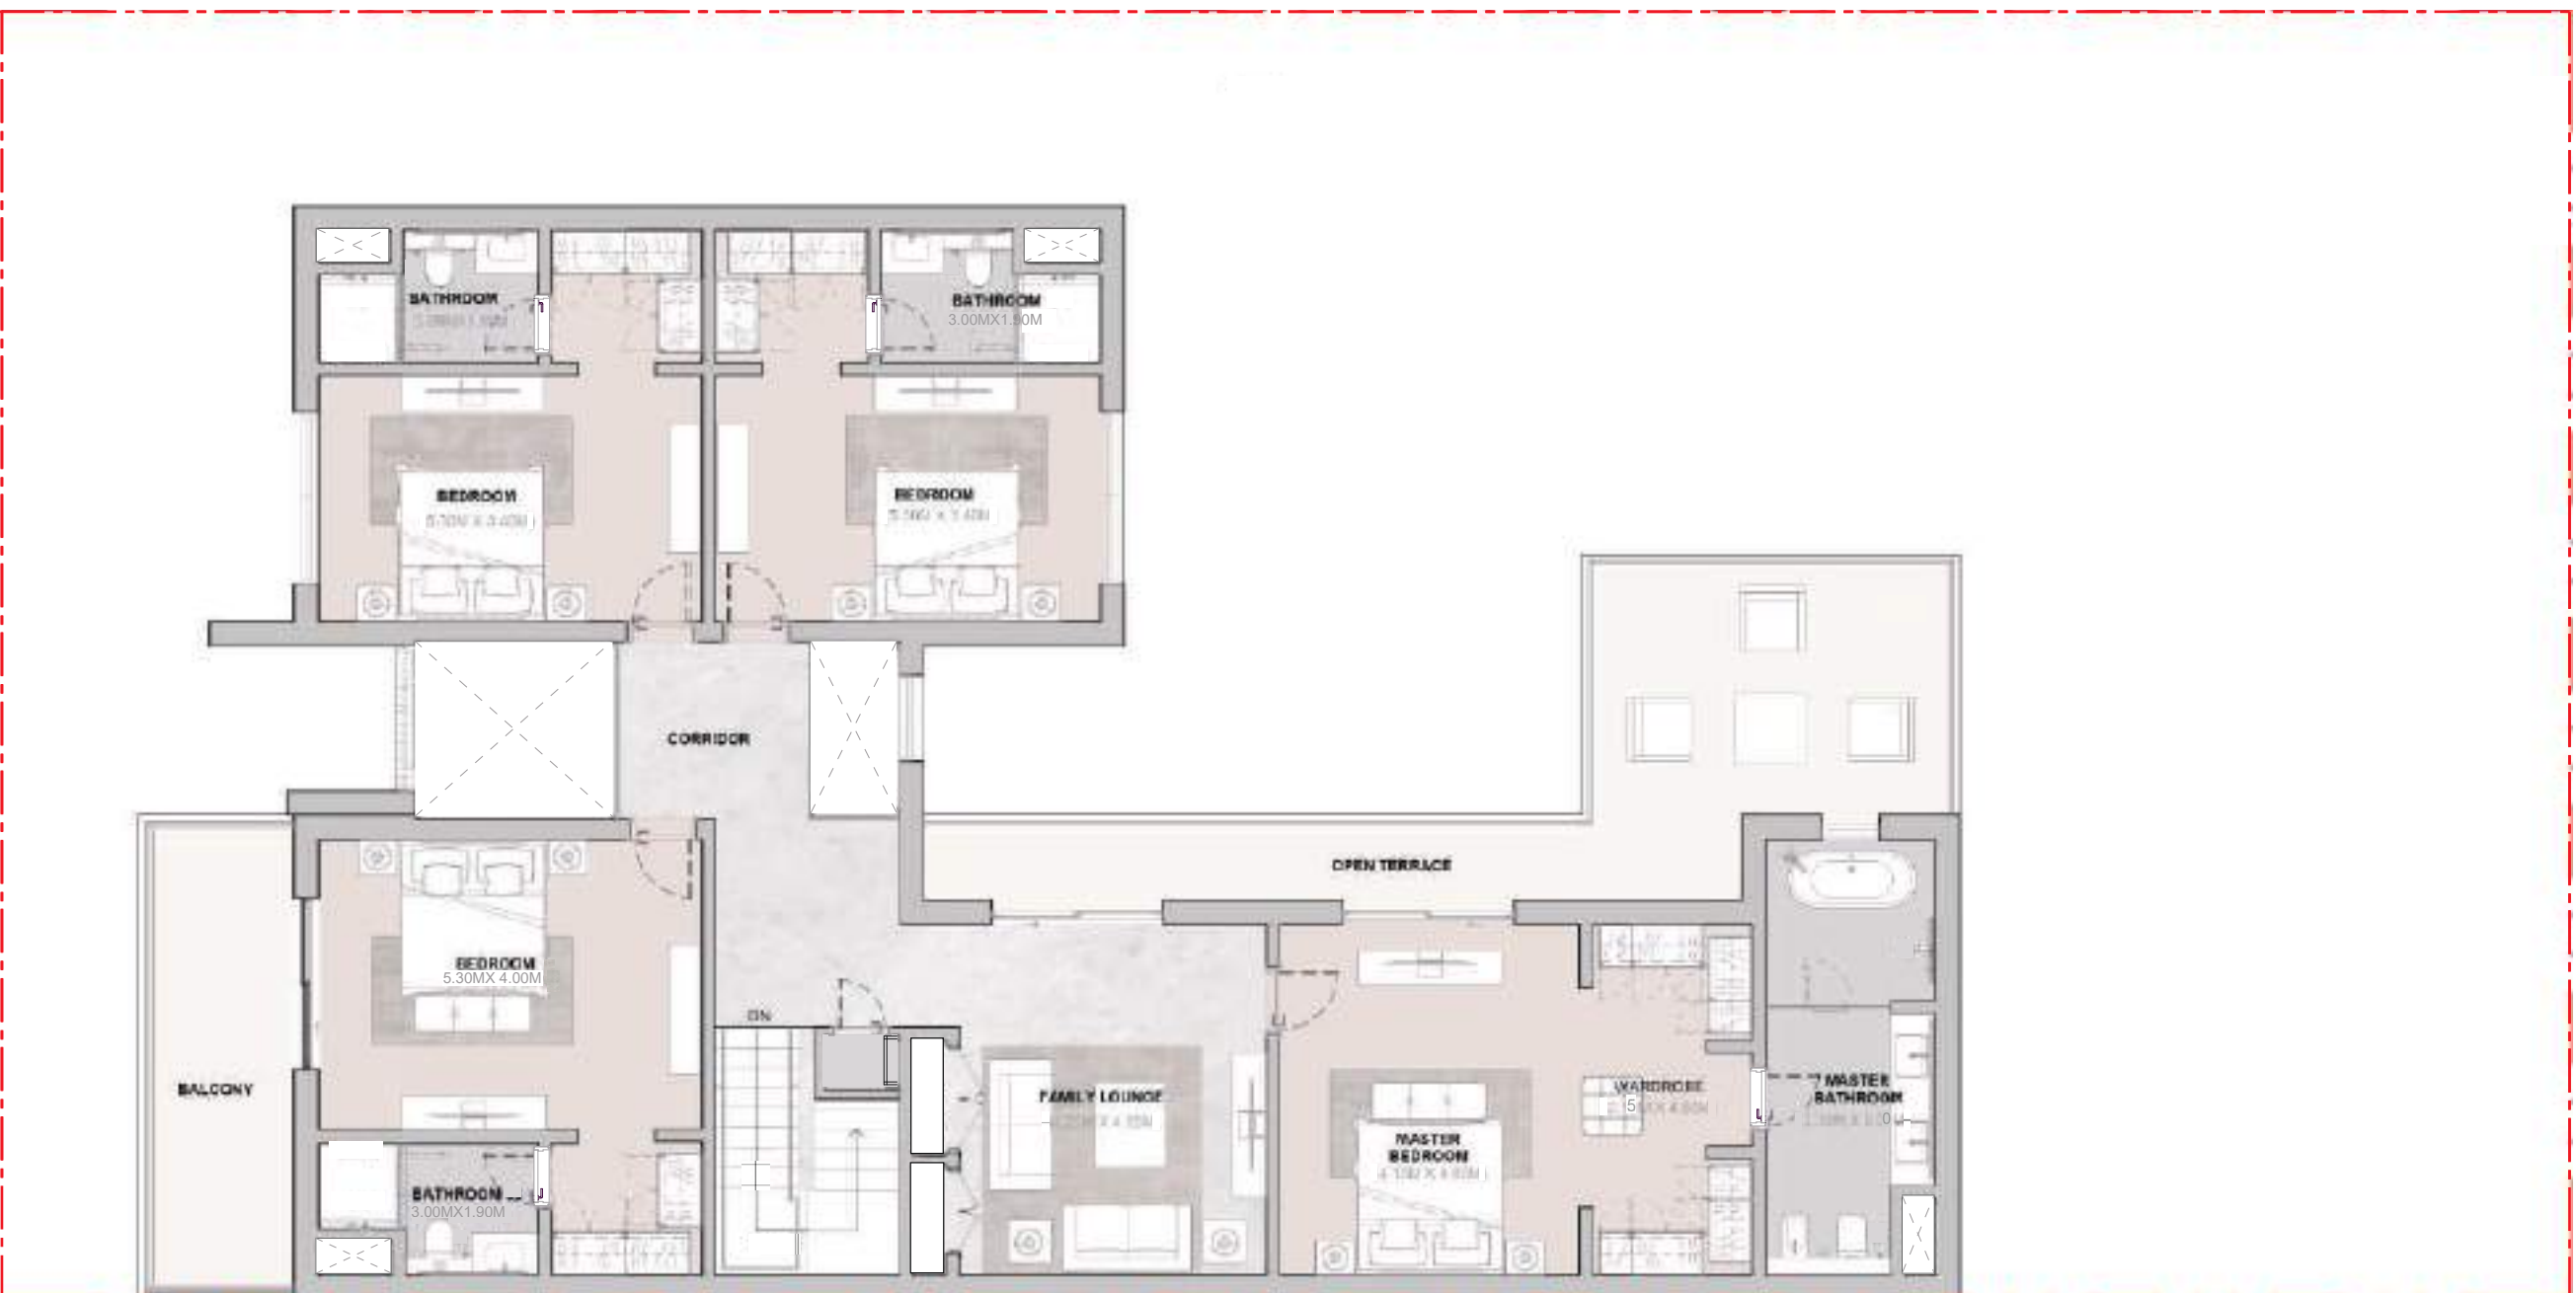 BATHROOM
BATHROOM
3.00MX1.90M
BEDROOM
BEDROOM
CORRIDOR
OPEN TERRACE
BEDROOM
5.30MX 4.00M
DN
BALCONY
FAMILY LOUNGE
WARDROBE
MASTER
BATHROOM
MASTER
BEDROOM
BATHROOM
3.00MX1.90M